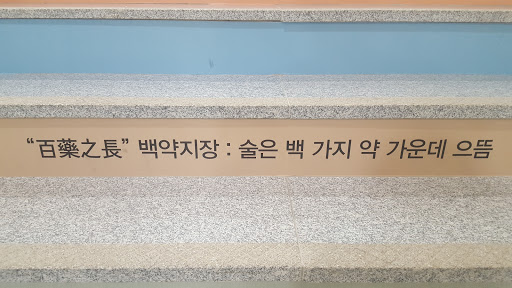 “百藥之長” 백약지장 : 술은 백 가지 약 가운데 으뜸